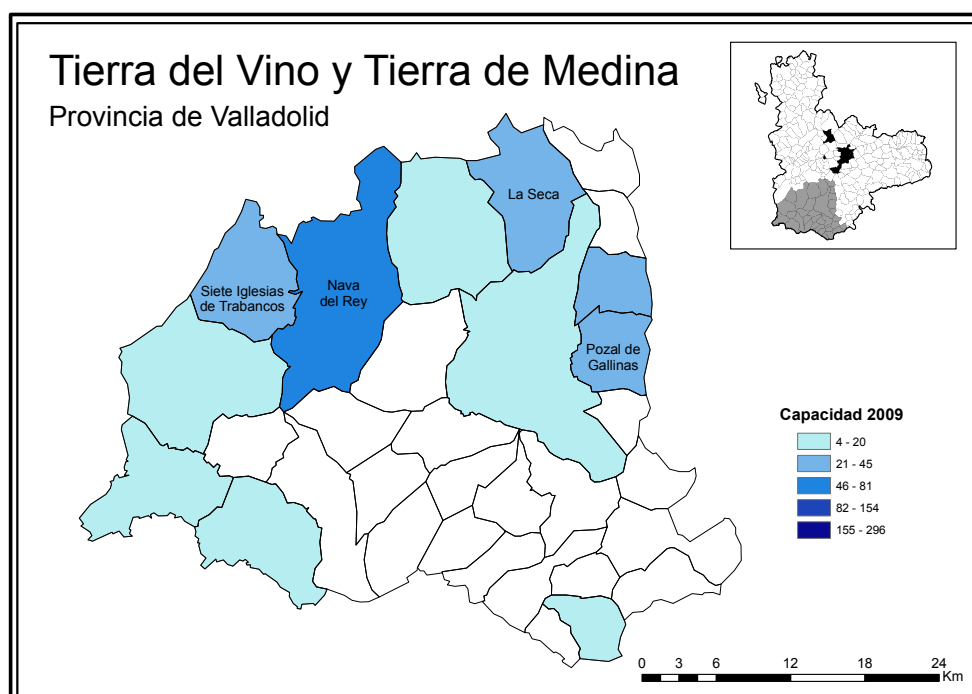 Tierra del Vino y Tierra de Medina
Provincia de Valladolid
La Seca
Siete Iglesias
de Trabancos
Nava
del Rey
Pozal de
Gallinas
Capacidad 2009
4 - 20
21 - 45
46 - 81
82 - 154
155 - 296
0 3 6 12 18 24
Km